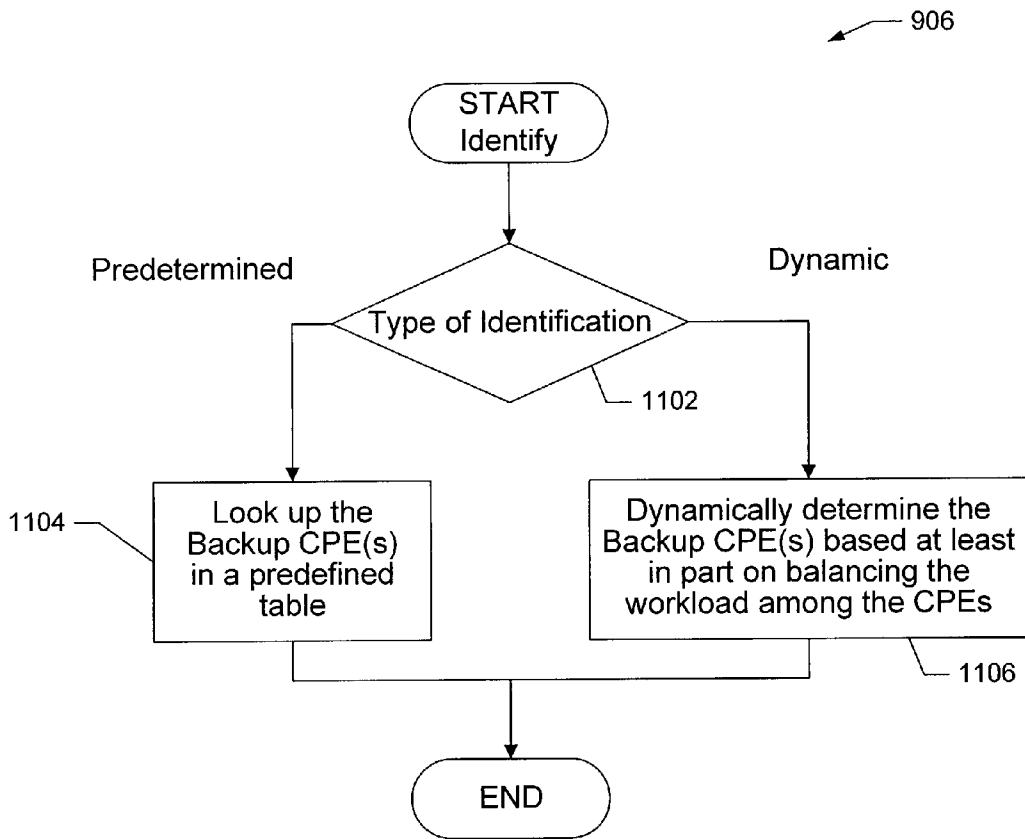 906
START
Identify
Predetermined
Dynamic
Type of Identification
1102
1104
Look up the
Backup CPE(s)
in a predefined
table
Dynamically determine the
Backup CPE(s) based at least
in part on balancing the
workload among the CPEs
1106
END